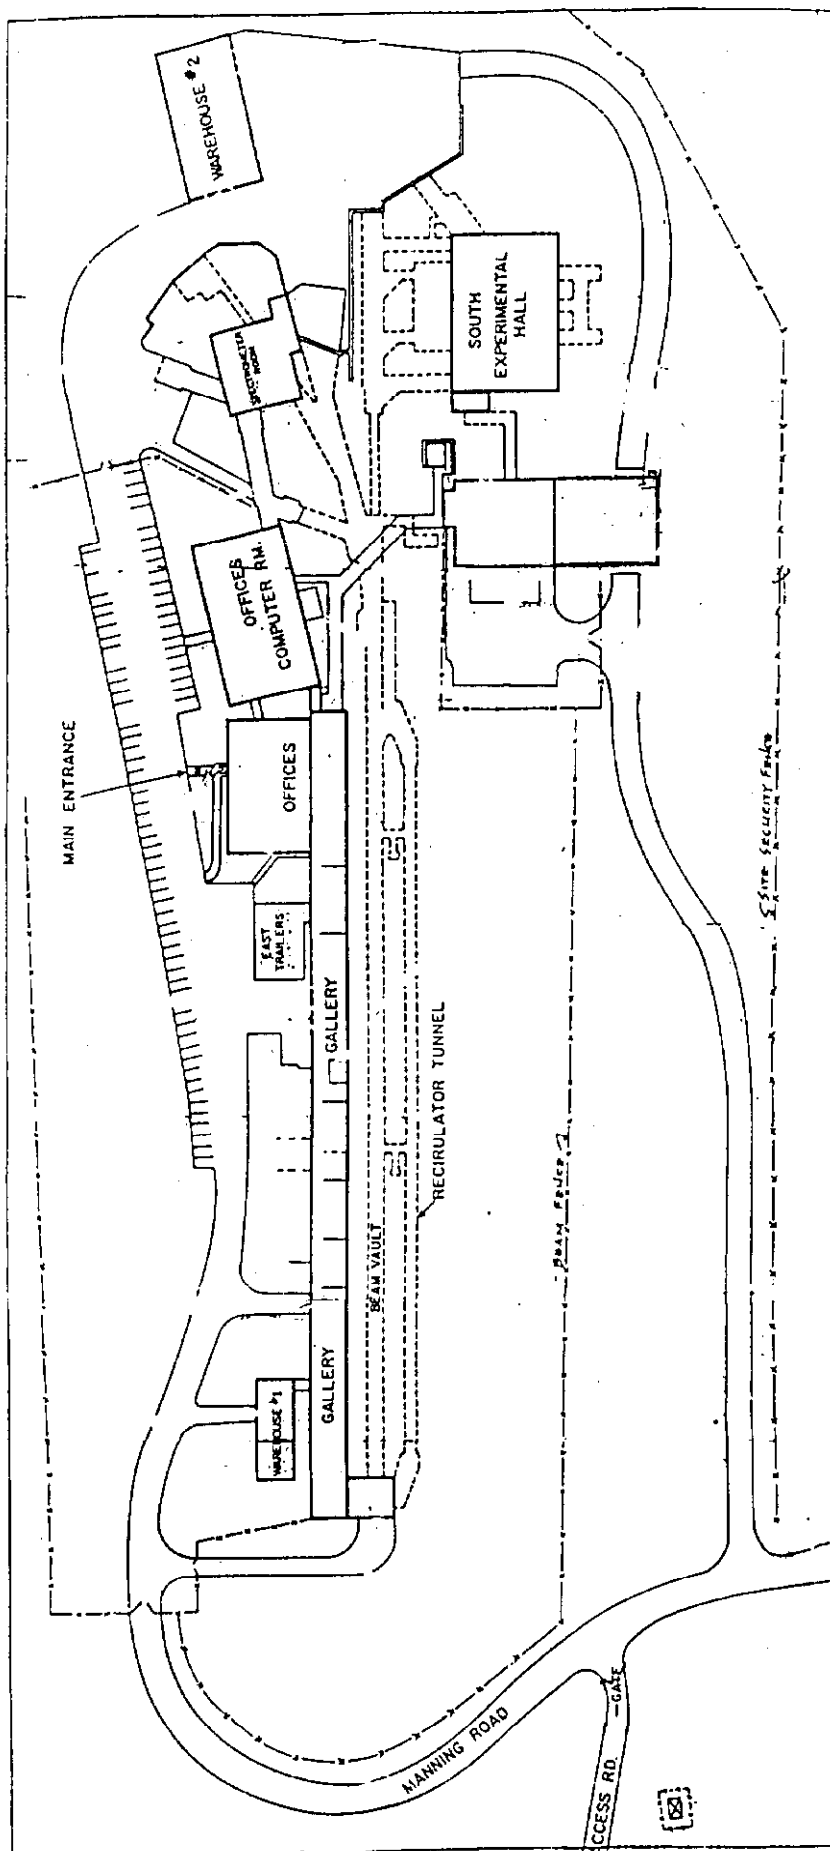 WAREHOUSE #2
SPECTROMETER
ROOM
SOUTH
EXPERIMENTAL
HALL
OFFICES
COMPUTER RM.
MAIN ENTRANCE
OFFICES
EAST
TRAILERS
GALLERY
RECIRULATOR TUNNEL
SITE SECURITY FENCE
BEAM FENCE
BEAM VAULT
GALLERY
WAREHOUSE #1
MANNING ROAD
GATE
CCESS RD.